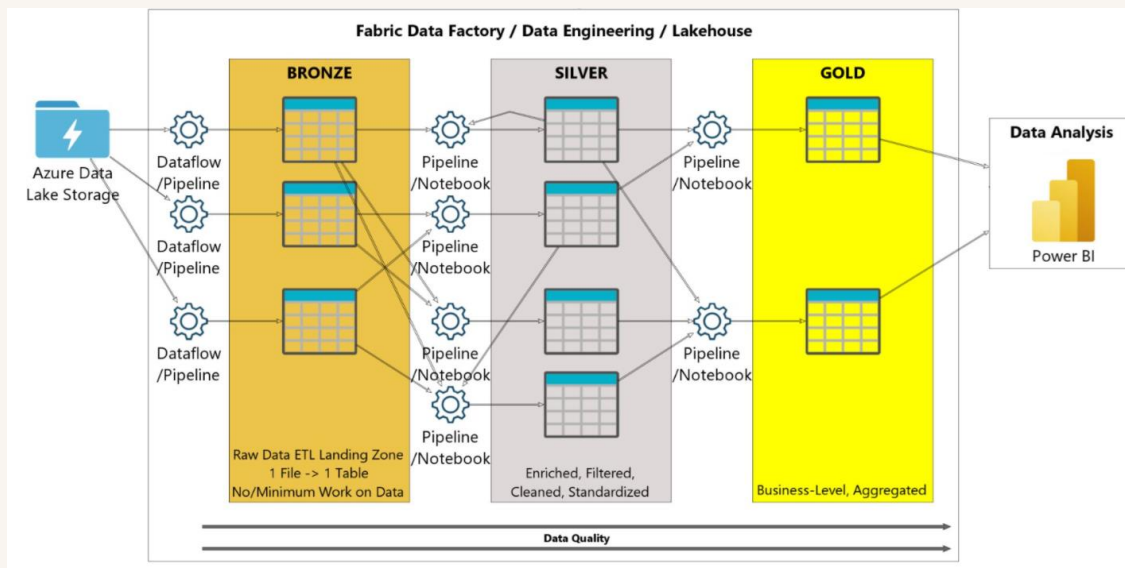 Fabric Data Factory / Data Engineering / Lakehouse
BRONZE
SILVER
GOLD
Azure Data
Lake Storage
Dataflow
/Pipeline
Dataflow
/Pipeline
Dataflow
/Pipeline
Raw Data ETL Landing Zone
1 File -> 1 Table
No/Minimum Work on Data
Pipeline
/Notebook
Pipeline
/Notebook
Pipeline
/Notebook
Pipeline
/Notebook
Enriched, Filtered,
Cleaned, Standardized
Pipeline
/Notebook
Pipeline
/Notebook
Business-Level, Aggregated
Data Analysis
Power BI
Data Quality